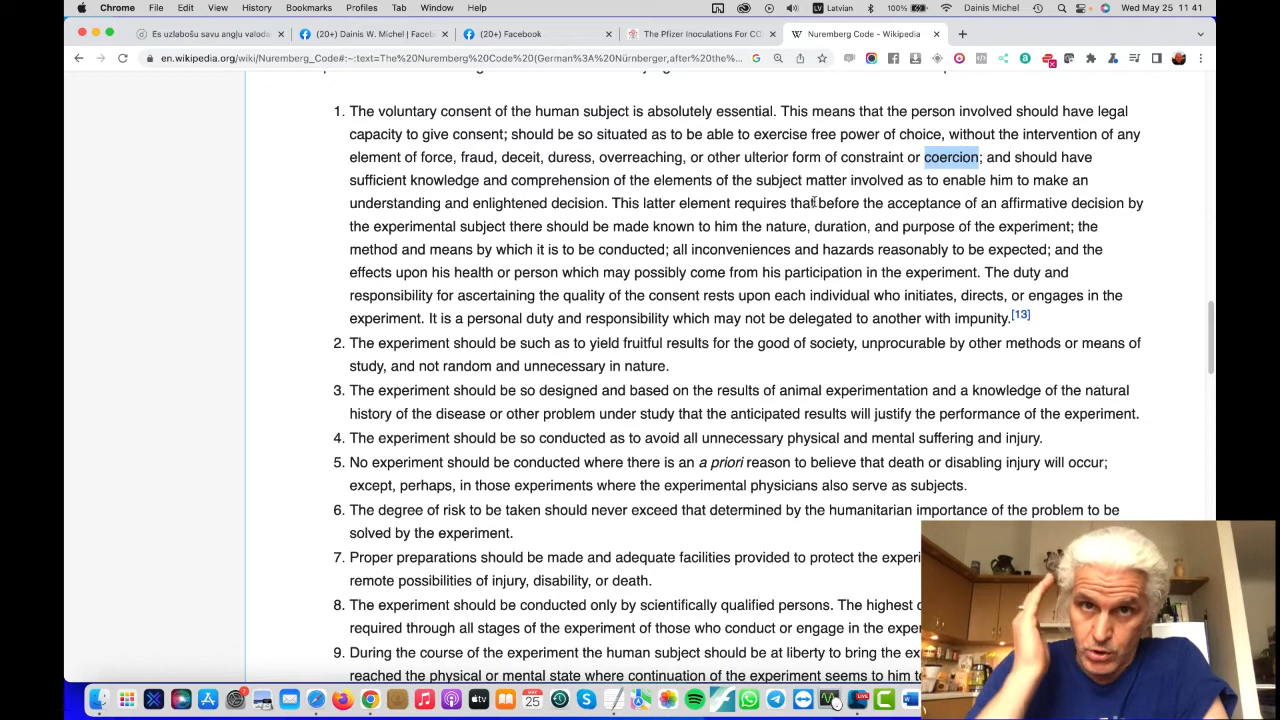 Chrome File Edit View History Bookmarks Profiles Tab Window Help Latvian 100% Dainis Michel Wed May 25 11 41
Es uzlabošu savu angļu valoda (20+) Dainis W. Michel | Faceb (20+) Facebook The Pfizer Inoculations For CO Nuremberg Code - Wikipedia
en.wikipedia.org/wiki/Nuremberg_Code#:~:text=The%20Nuremberg%20Code%20(German%3A%20Nürnberger,after%20the%...
1. The voluntary consent of the human subject is absolutely essential. This means that the person involved should have legal
capacity to give consent; should be so situated as to be able to exercise free power of choice, without the intervention of any
element of force, fraud, deceit, duress, overreaching, or other ulterior form of constraint or coercion; and should have
sufficient knowledge and comprehension of the elements of the subject matter involved as to enable him to make an
understanding and enlightened decision. This latter element requires that before the acceptance of an affirmative decision by
the experimental subject there should be made known to him the nature, duration, and purpose of the experiment; the
method and means by which it is to be conducted; all inconveniences and hazards reasonably to be expected; and the
effects upon his health or person which may possibly come from his participation in the experiment. The duty and
responsibility for ascertaining the quality of the consent rests upon each individual who initiates, directs, or engages in the
experiment. It is a personal duty and responsibility which may not be delegated to another with impunity.[13]
2. The experiment should be such as to yield fruitful results for the good of society, unprocurable by other methods or means of
study, and not random and unnecessary in nature.
3. The experiment should be so designed and based on the results of animal experimentation and a knowledge of the natural
history of the disease or other problem under study that the anticipated results will justify the performance of the experiment.
4. The experiment should be so conducted as to avoid all unnecessary physical and mental suffering and injury.
5. No experiment should be conducted where there is an a priori reason to believe that death or disabling injury will occur;
except, perhaps, in those experiments where the experimental physicians also serve as subjects.
6. The degree of risk to be taken should never exceed that determined by the humanitarian importance of the problem to be
solved by the experiment.
7. Proper preparations should be made and adequate facilities provided to protect the experi
remote possibilities of injury, disability, or death.
8. The experiment should be conducted only by scientifically qualified persons. The highest
required through all stages of the experiment of those who conduct or engage in the expe
9. During the course of the experiment the human subject should be at liberty to bring the ex
reached the physical or mental state where continuation of the experiment seems to him t